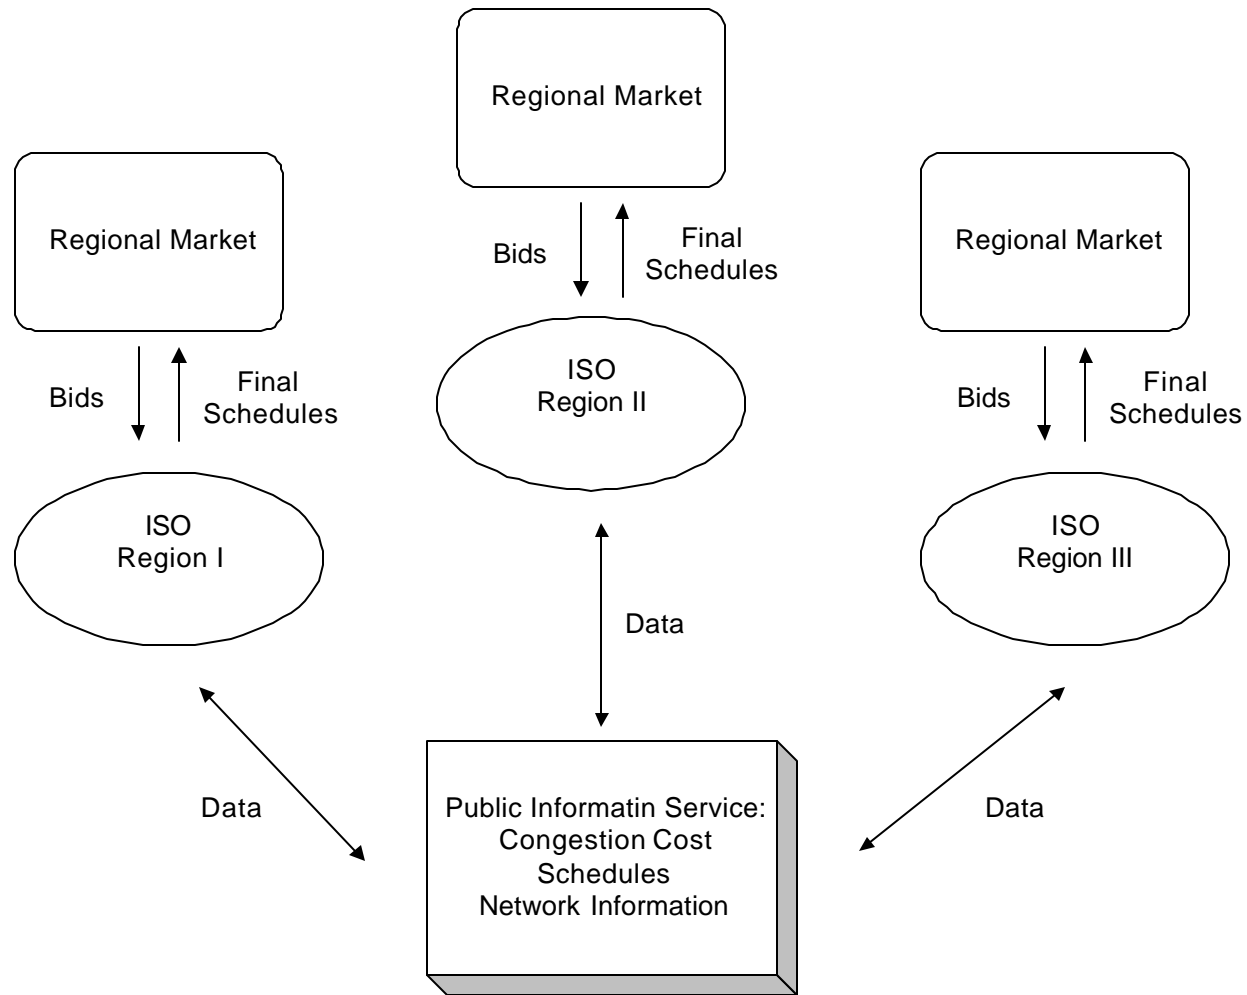 Regional Market
Bids
Final
Schedules
ISO
Region II
Regional Market
Bids
Final
Schedules
ISO
Region I
Regional Market
Bids
Final
Schedules
ISO
Region III
Data
Data
Data
Public Informatin Service:
Congestion Cost
Schedules
Network Information